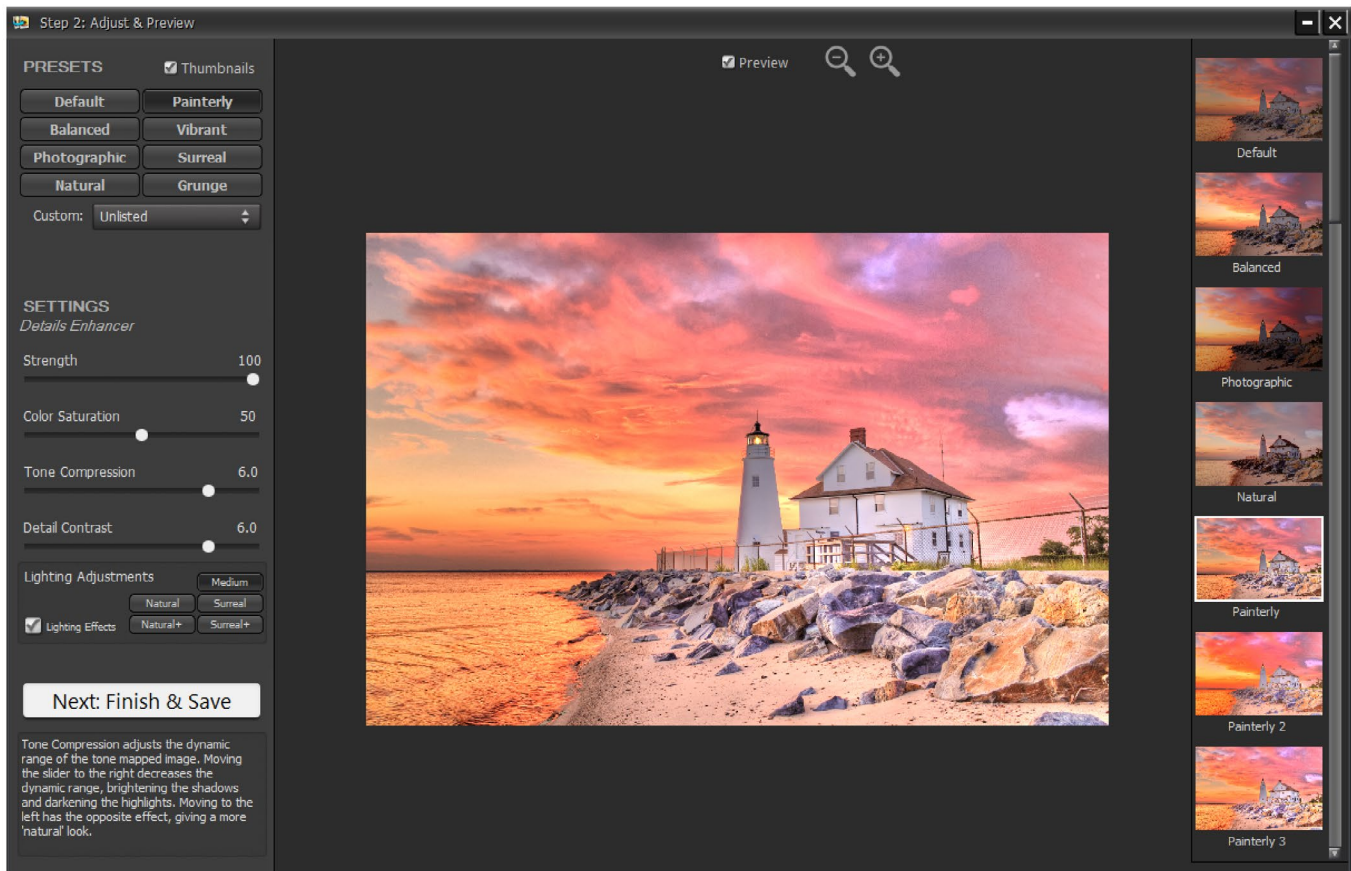 Step 2: Adjust & Preview
PRESETS
Thumbnails
Default
Painterly
Balanced
Vibrant
Photographic
Surreal
Natural
Grunge
Custom: Unlisted
SETTINGS
Details Enhancer
Strength 100
Color Saturation 50
Tone Compression 6.0
Detail Contrast 6.0
Lighting Adjustments
Medium
Natural
Surreal
Lighting Effects
Natural+
Surreal+
Next: Finish & Save
Tone Compression adjusts the dynamic
range of the tone mapped image. Moving
the slider to the right decreases the
dynamic range, brightening the shadows
and darkening the highlights. Moving to the
left has the opposite effect, giving a more
'natural' look.
Preview
Default
Balanced
Photographic
Natural
Painterly
Painterly 2
Painterly 3